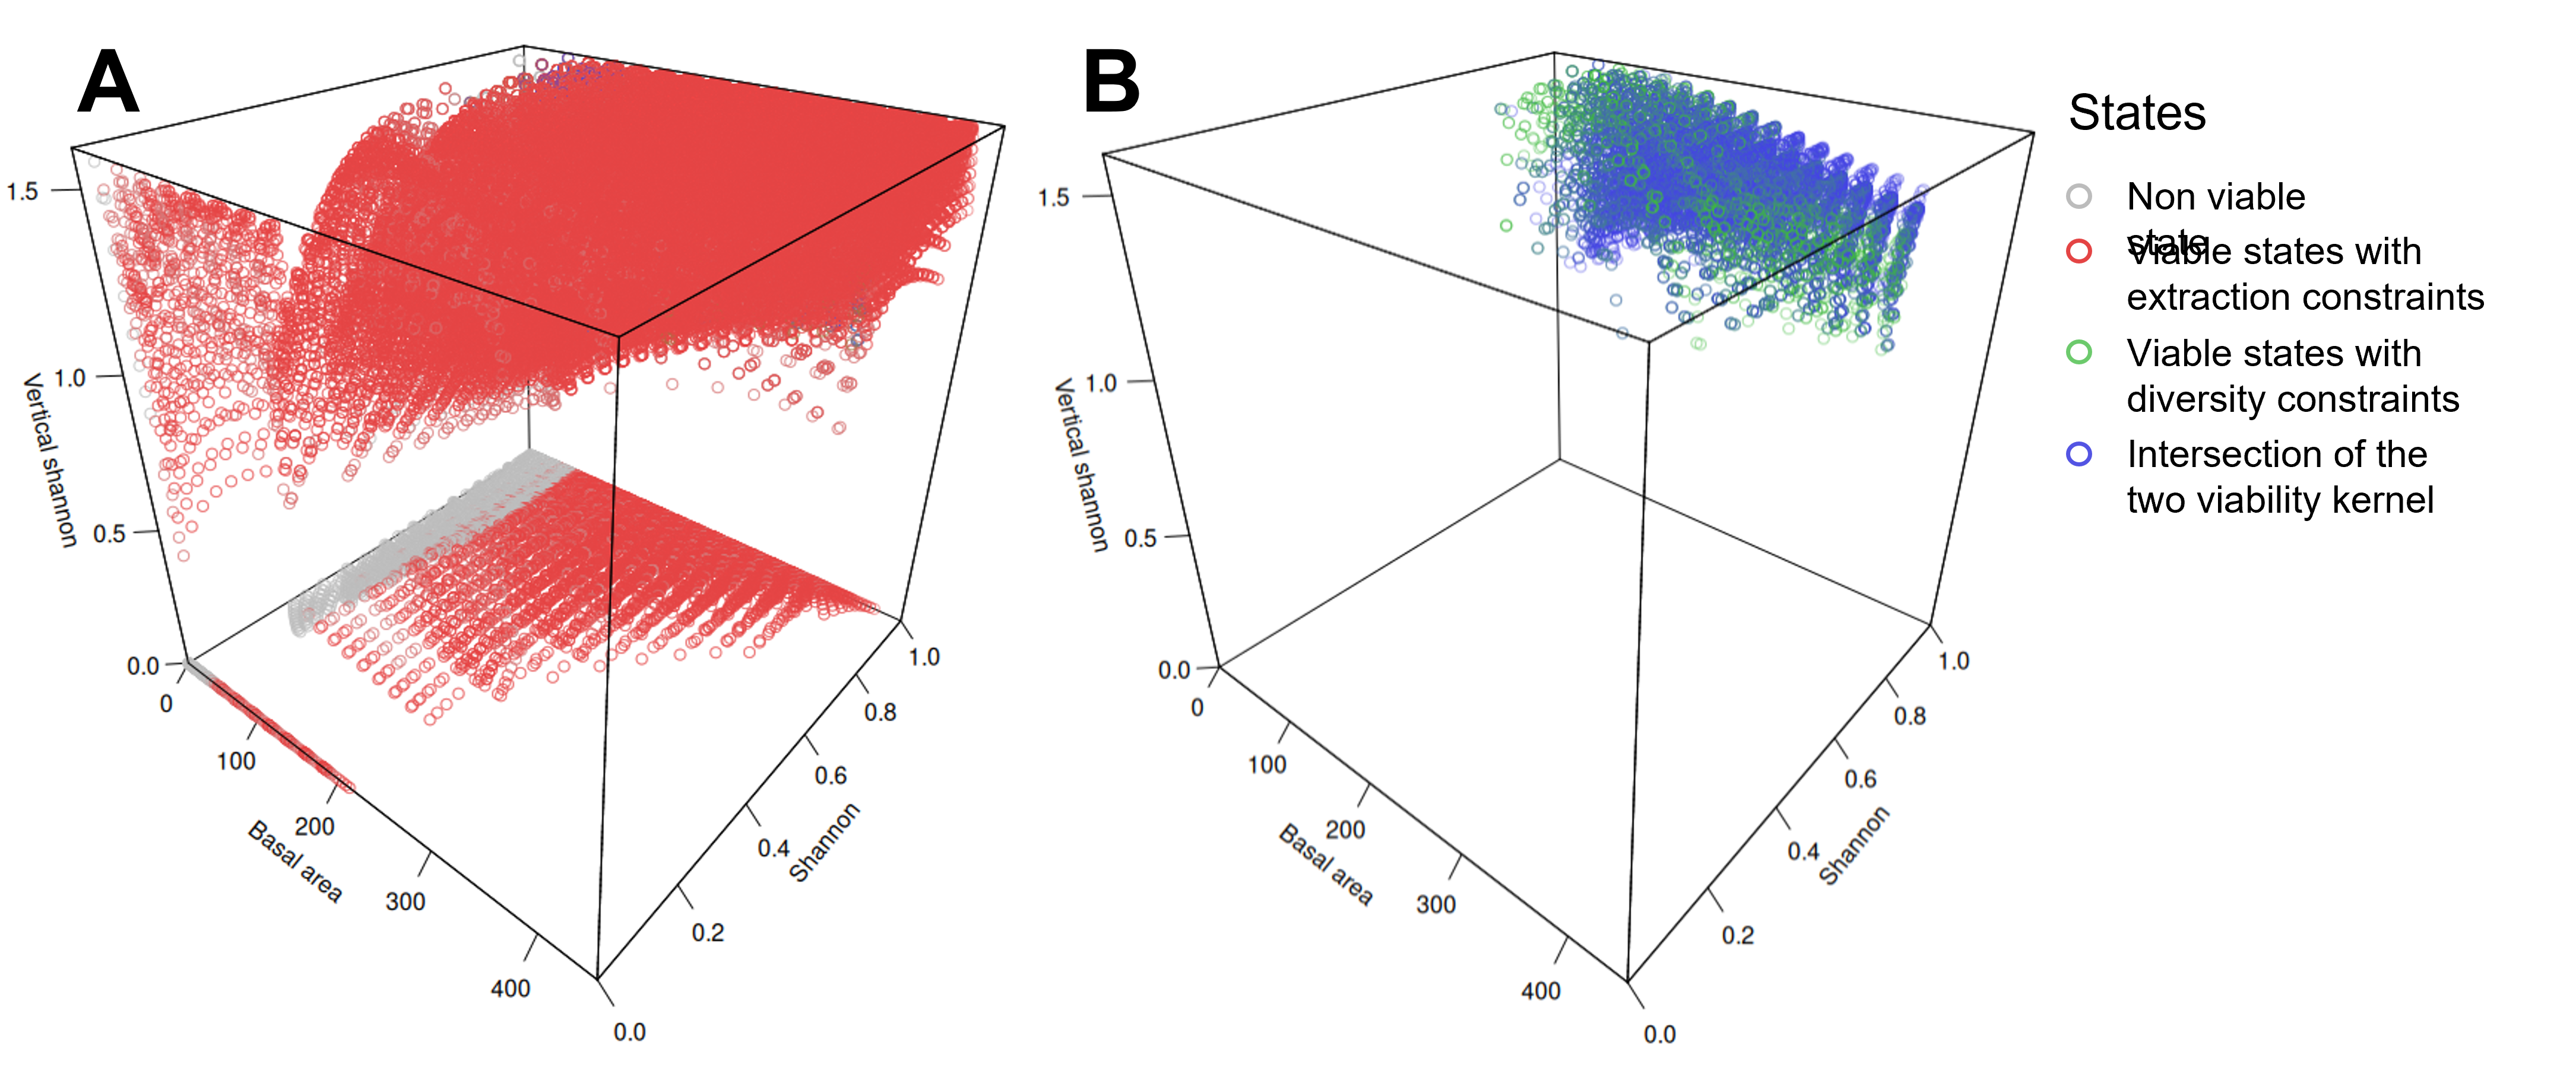 A
1.5
1.0
0.5
0.0
Vertical shannon
0
100
200
300
400
Basal area
0.0
0.2
0.4
0.6
0.8
1.0
Shannon
B
1.5
1.0
0.5
0.0
Vertical shannon
0
100
200
300
400
Basal area
0.0
0.2
0.4
0.6
0.8
1.0
Shannon
States
Non viable
state
Viable states with
extraction constraints
Viable states with
diversity constraints
Intersection of the
two viability kernel